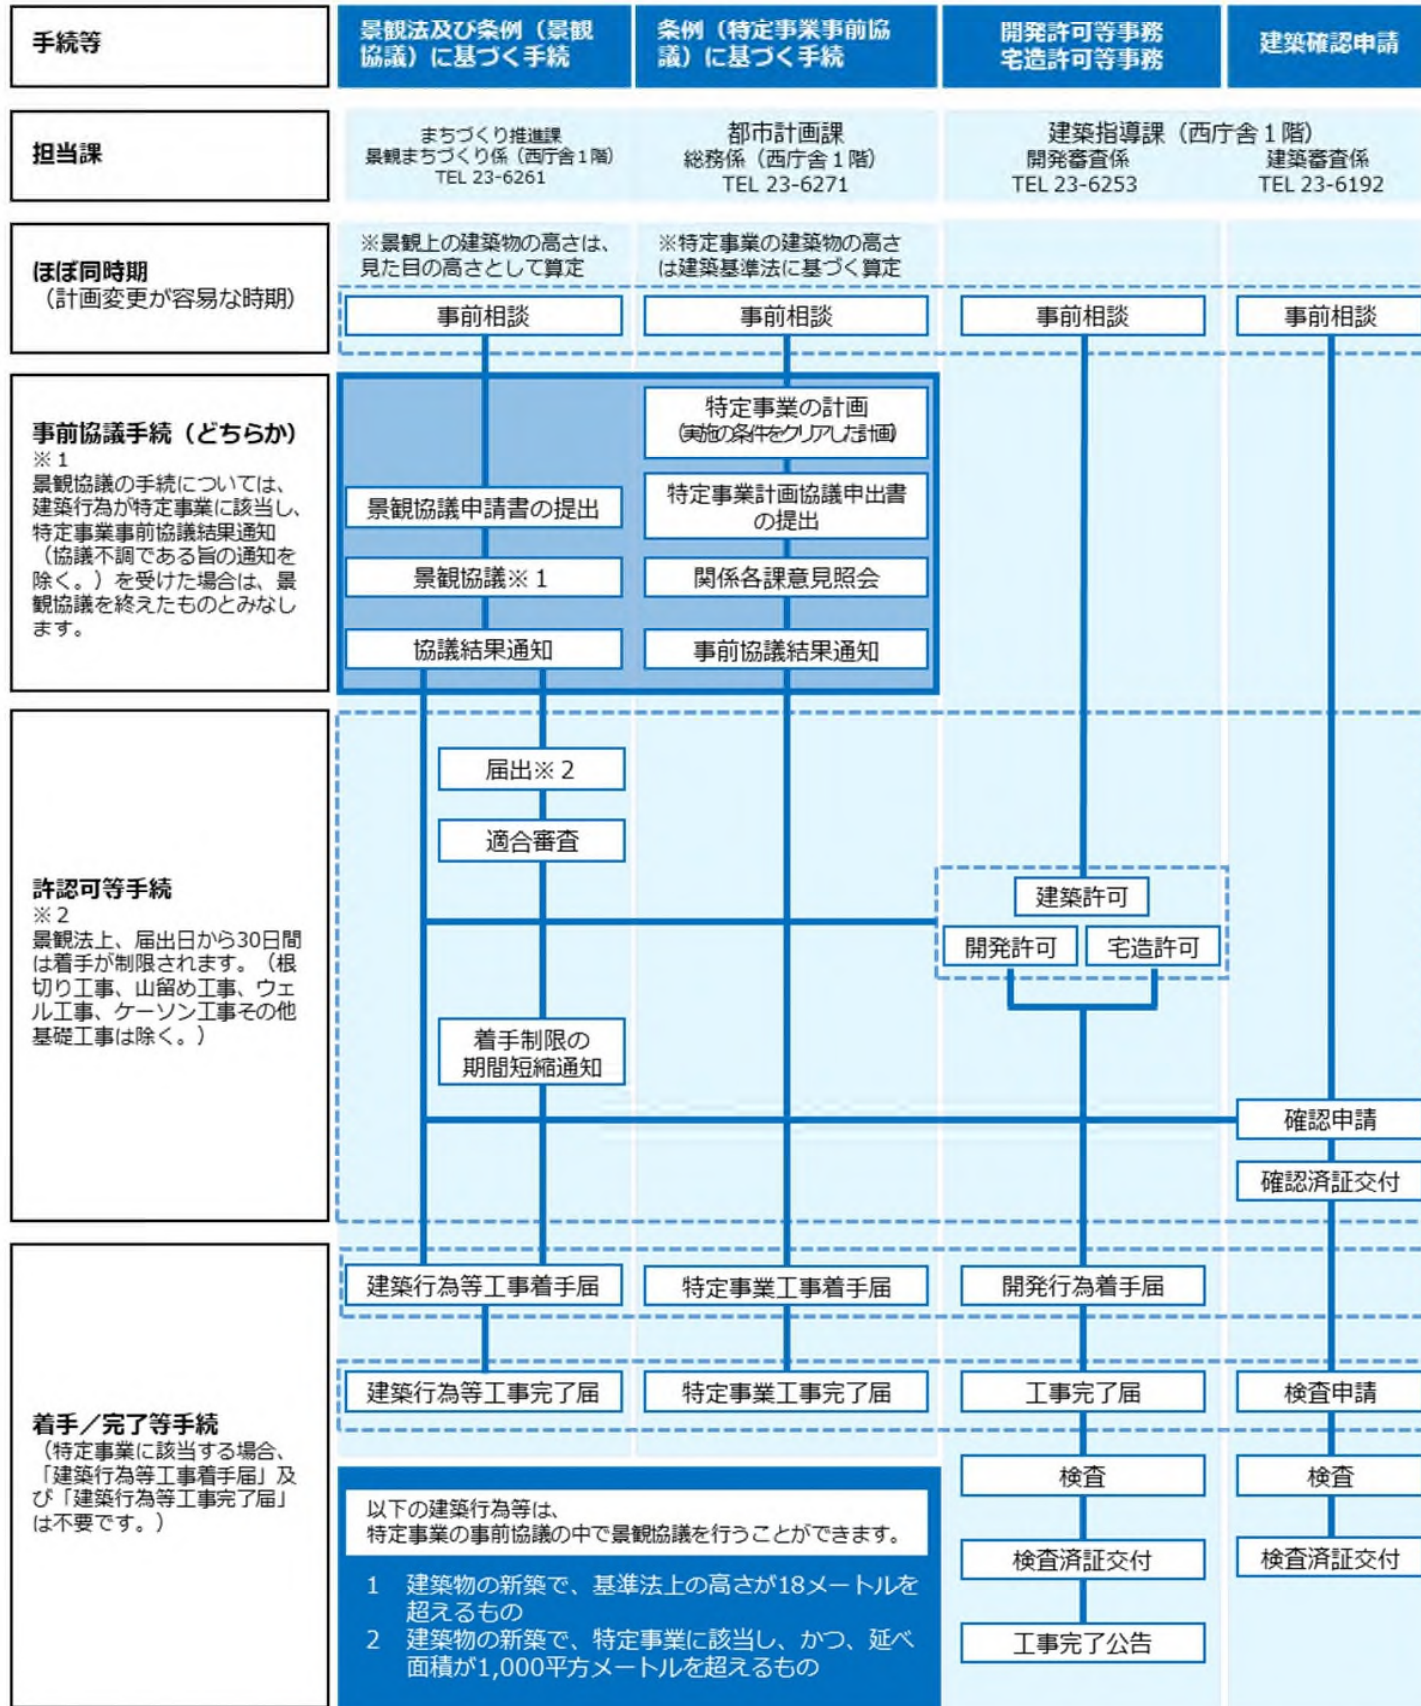 手続等
景観法及び条例（景観
協議）に基づく手続
条例（特定事業事前協
議）に基づく手続
開発許可等事務
宅造許可等事務
建築確認申請
担当課
まちづくり推進課
景観まちづくり係（西庁舎１階）
TEL 23-6261
都市計画課
総務係（西庁舎１階）
TEL 23-6271
建築指導課（西庁舎１階）
開発審査係
TEL 23-6253
建築審査係
TEL 23-6192
ほぼ同時期
（計画変更が容易な時期）
※景観上の建築物の高さは、
見た目の高さとして算定
※特定事業の建築物の高さ
は建築基準法に基づく算定
事前相談
事前相談
事前相談
事前相談
事前協議手続（どちらか）
※１
景観協議の手続については、
建築行為が特定事業に該当し、
特定事業事前協議結果通知
（協議不調である旨の通知を
除く。）を受けた場合は、景
観協議を終えたものとみなし
ます。
特定事業の計画
（実施の条件をクリアした計画）
景観協議申請書の提出
特定事業計画協議申出書
の提出
景観協議※１
関係各課意見照会
協議結果通知
事前協議結果通知
許認可等手続
※２
景観法上、届出日から30日間
は着手が制限されます。（根
切り工事、山留め工事、ウェ
ル工事、ケーソン工事その他
基礎工事は除く。）
届出※２
適合審査
建築許可
開発許可
宅造許可
着手制限の
期間短縮通知
確認申請
確認済証交付
着手／完了等手続
（特定事業に該当する場合、
「建築行為等工事着手届」及
び「建築行為等工事完了届」
は不要です。）
建築行為等工事着手届
特定事業工事着手届
開発行為着手届
建築行為等工事完了届
特定事業工事完了届
工事完了届
検査申請
検査
検査
検査済証交付
検査済証交付
工事完了公告
以下の建築行為等は、
特定事業の事前協議の中で景観協議を行うことができます。
1 建築物の新築で、基準法上の高さが18メートルを
超えるもの
2 建築物の新築で、特定事業に該当し、かつ、延べ
面積が1,000平方メートルを超えるもの